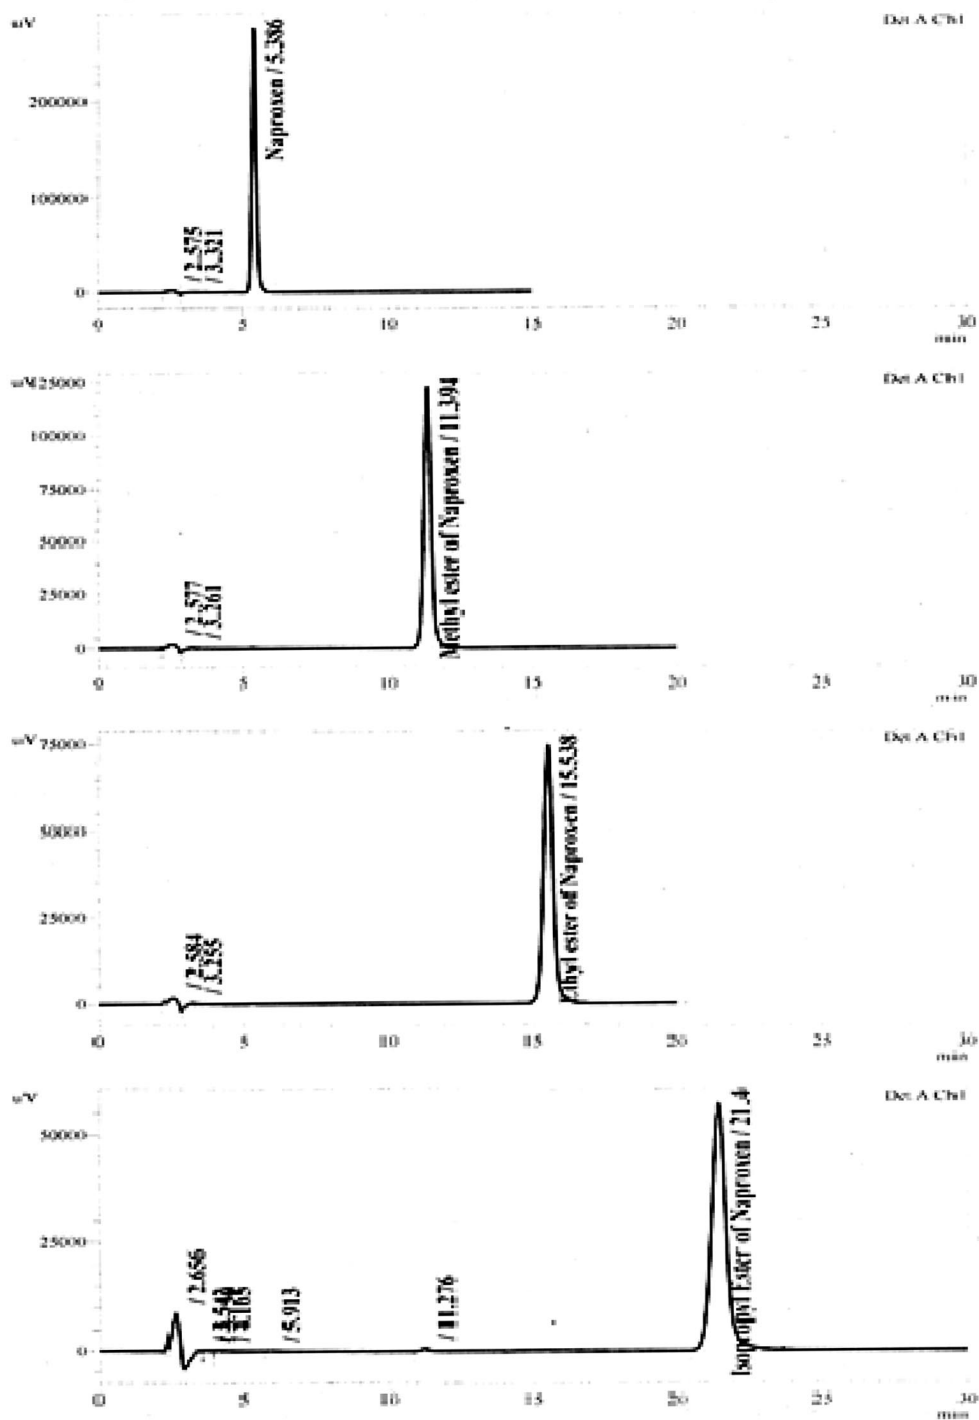 uV
Det A Ch1
200000
100000
0
/ 2.575
/ 3.321
Naproxen / 5.386
0 5 10 15 20 25 30
min
uV
Det A Ch1
125000
100000
75000
50000
25000
0
/ 2.577
/ 3.261
Methyl ester of Naproxen / 11.394
0 5 10 15 20 25 30
min
uV
Det A Ch1
75000
50000
25000
0
/ 2.584
/ 3.255
Ethyl ester of Naproxen / 15.538
0 5 10 15 20 25 30
min
uV
Det A Ch1
50000
25000
0
/ 2.656
/ 5.913
/ 11.276
Isopropyl Ester of Naproxen / 21.4
0 5 10 15 20 25 30
min